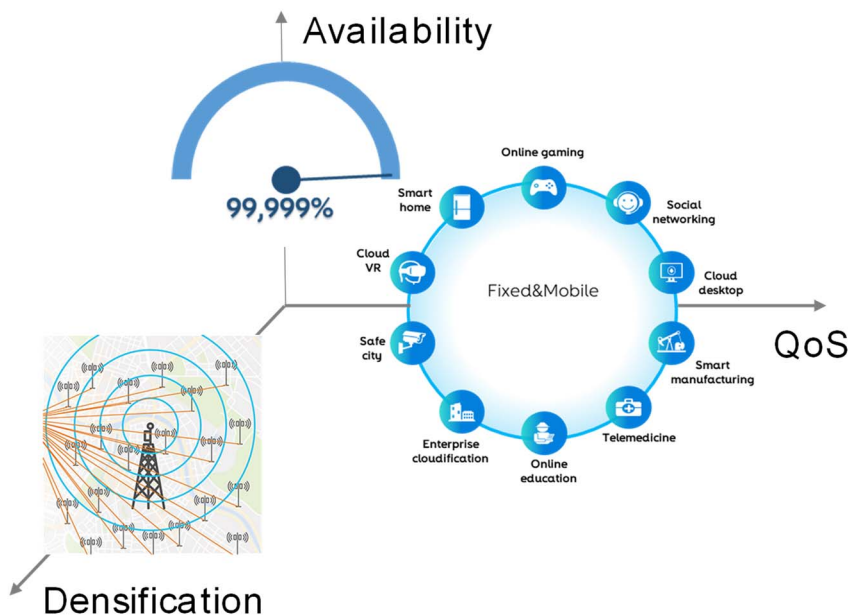 Availability
99,999%
Online gaming
Smart
home
Social
networking
Cloud
VR
Cloud
desktop
Fixed&Mobile
QoS
Safe
city
Smart
manufacturing
Enterprise
cloudification
Online
education
Telemedicine
Densification